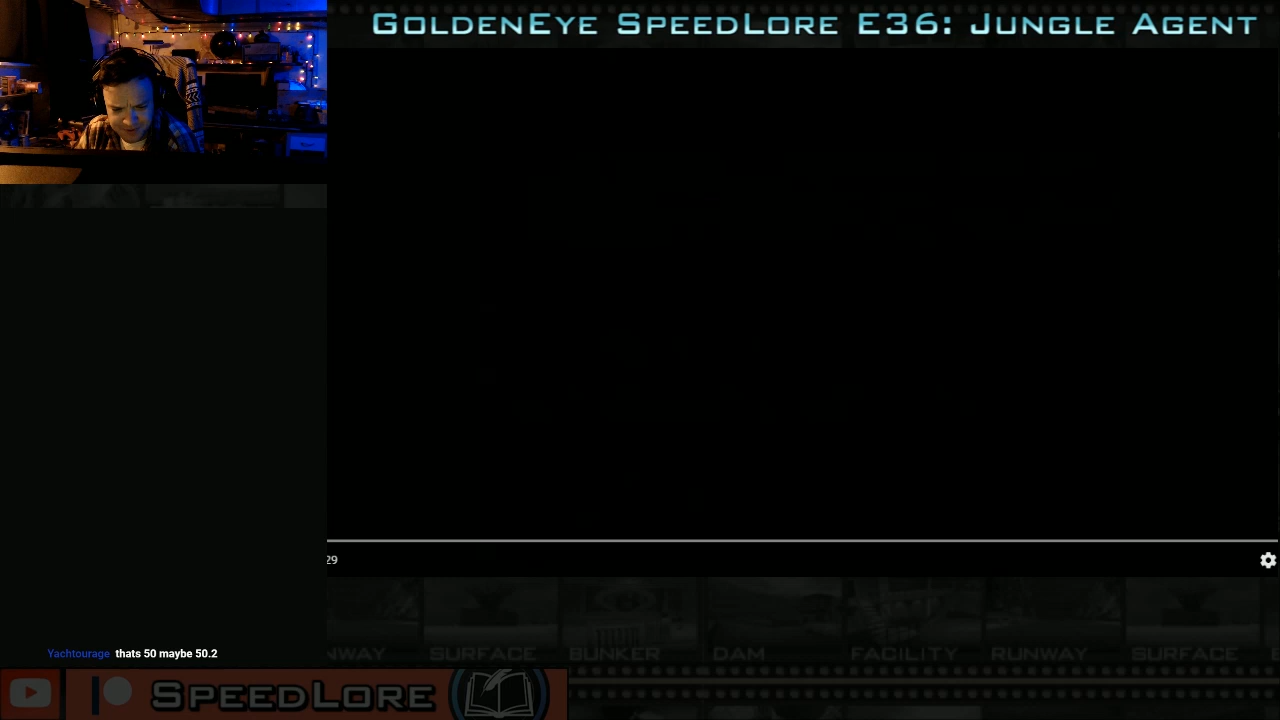 GoldenEye SpeedLore E36: Jungle Agent
29
Yachtourage thats 50 maybe 50.2
NWAY SURFACE BUNKER DAM FACILITY RUNWAY SURFACE
SpeedLore